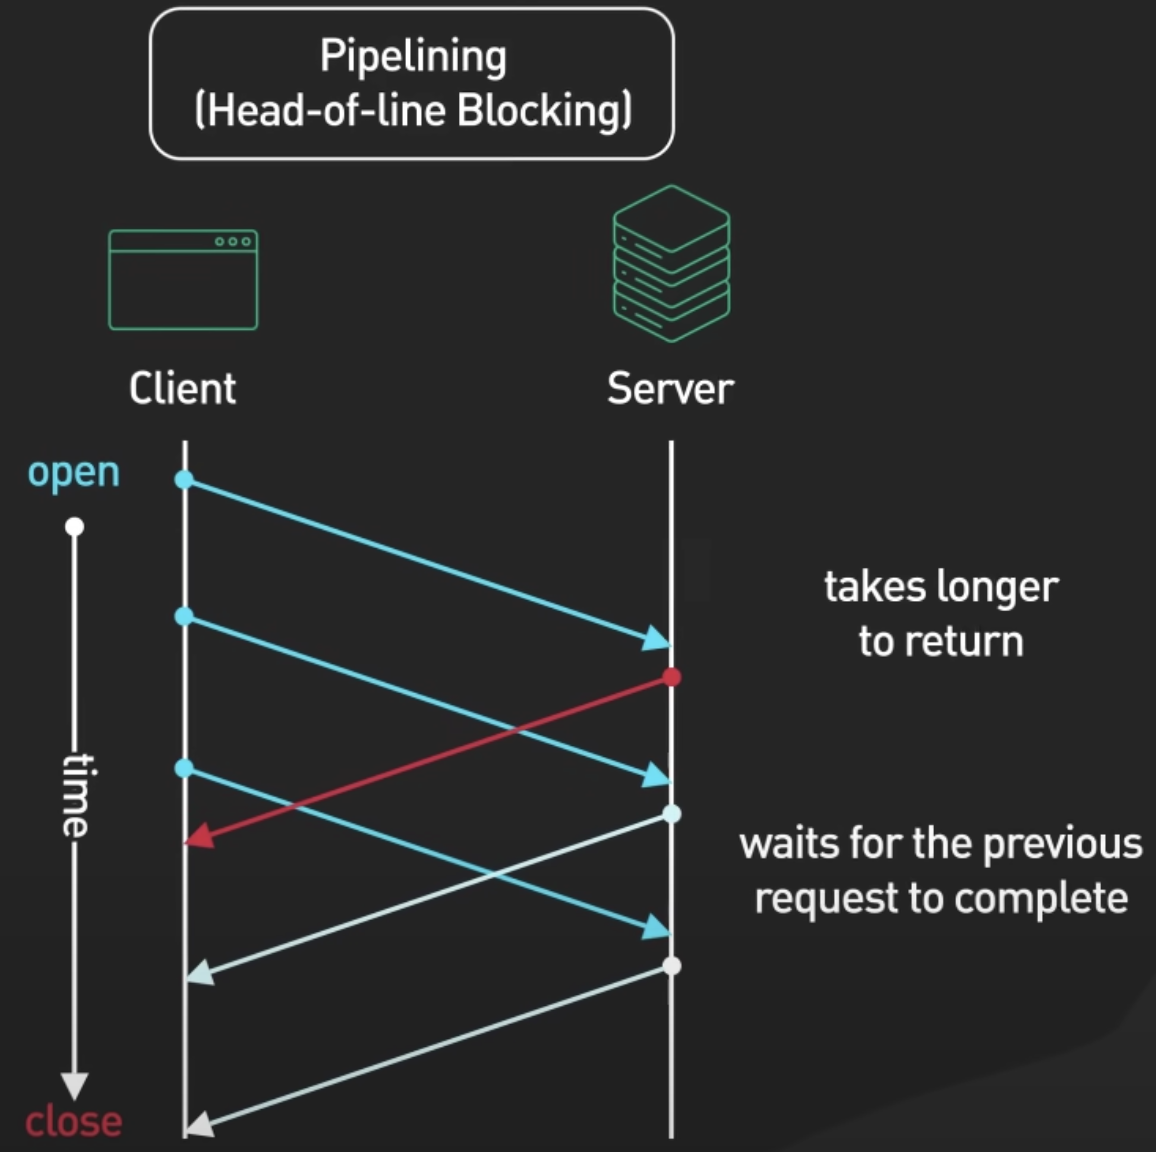 Pipelining
(Head-of-line Blocking)
Client
Server
open
takes longer
to return
time
waits for the previous
request to complete
close